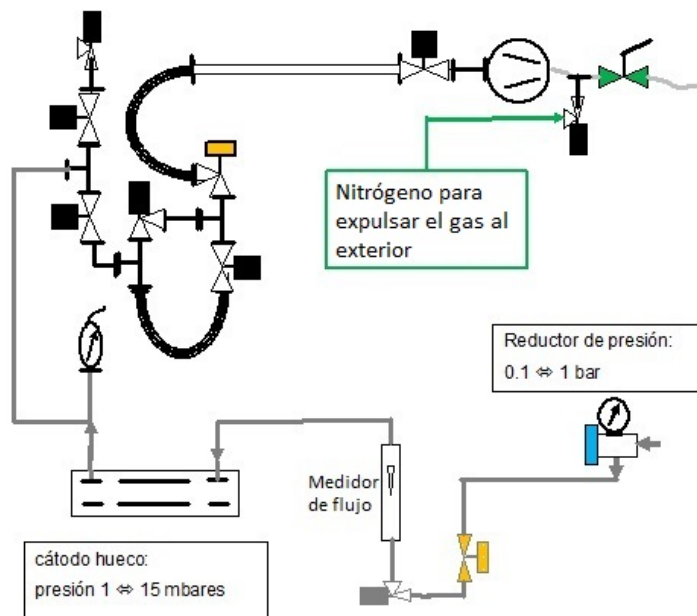 Nitrógeno para
expulsar el gas al
exterior
Reductor de presión:
0.1 ⇔ 1 bar
Medidor
de flujo
cátodo hueco:
presión 1 ⇔ 15 mbares